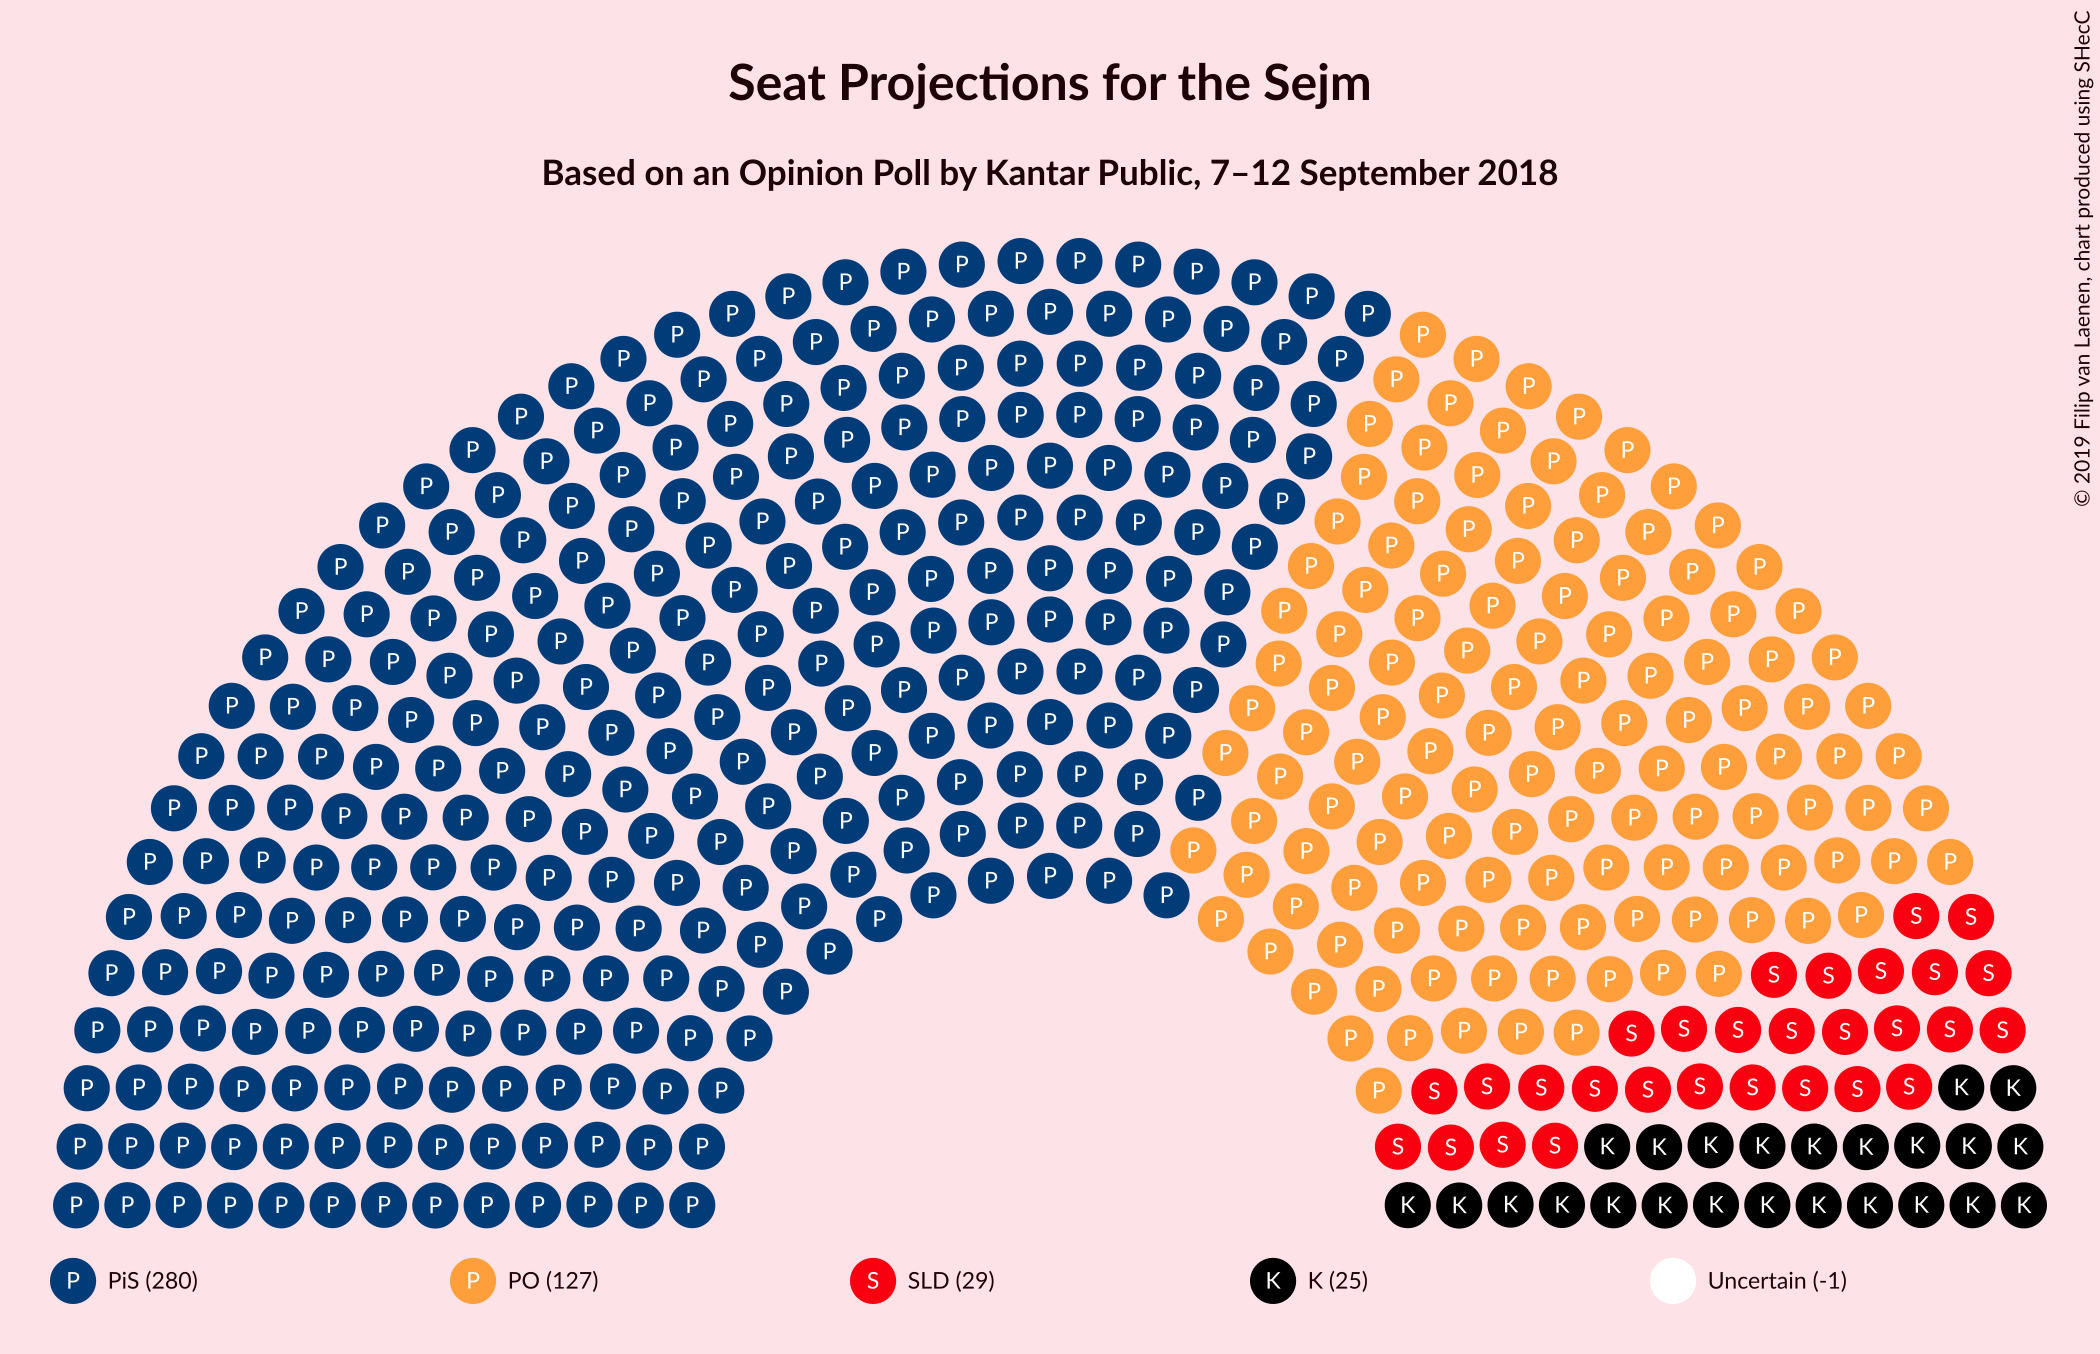 Seat Projections for the Sejm
Based on an Opinion Poll by Kantar Public, 7–12 September 2018
© 2019 Filip van Laenen, chart produced using SHecC
P PiS (280)
P PO (127)
S SLD (29)
K K (25)
Uncertain (-1)